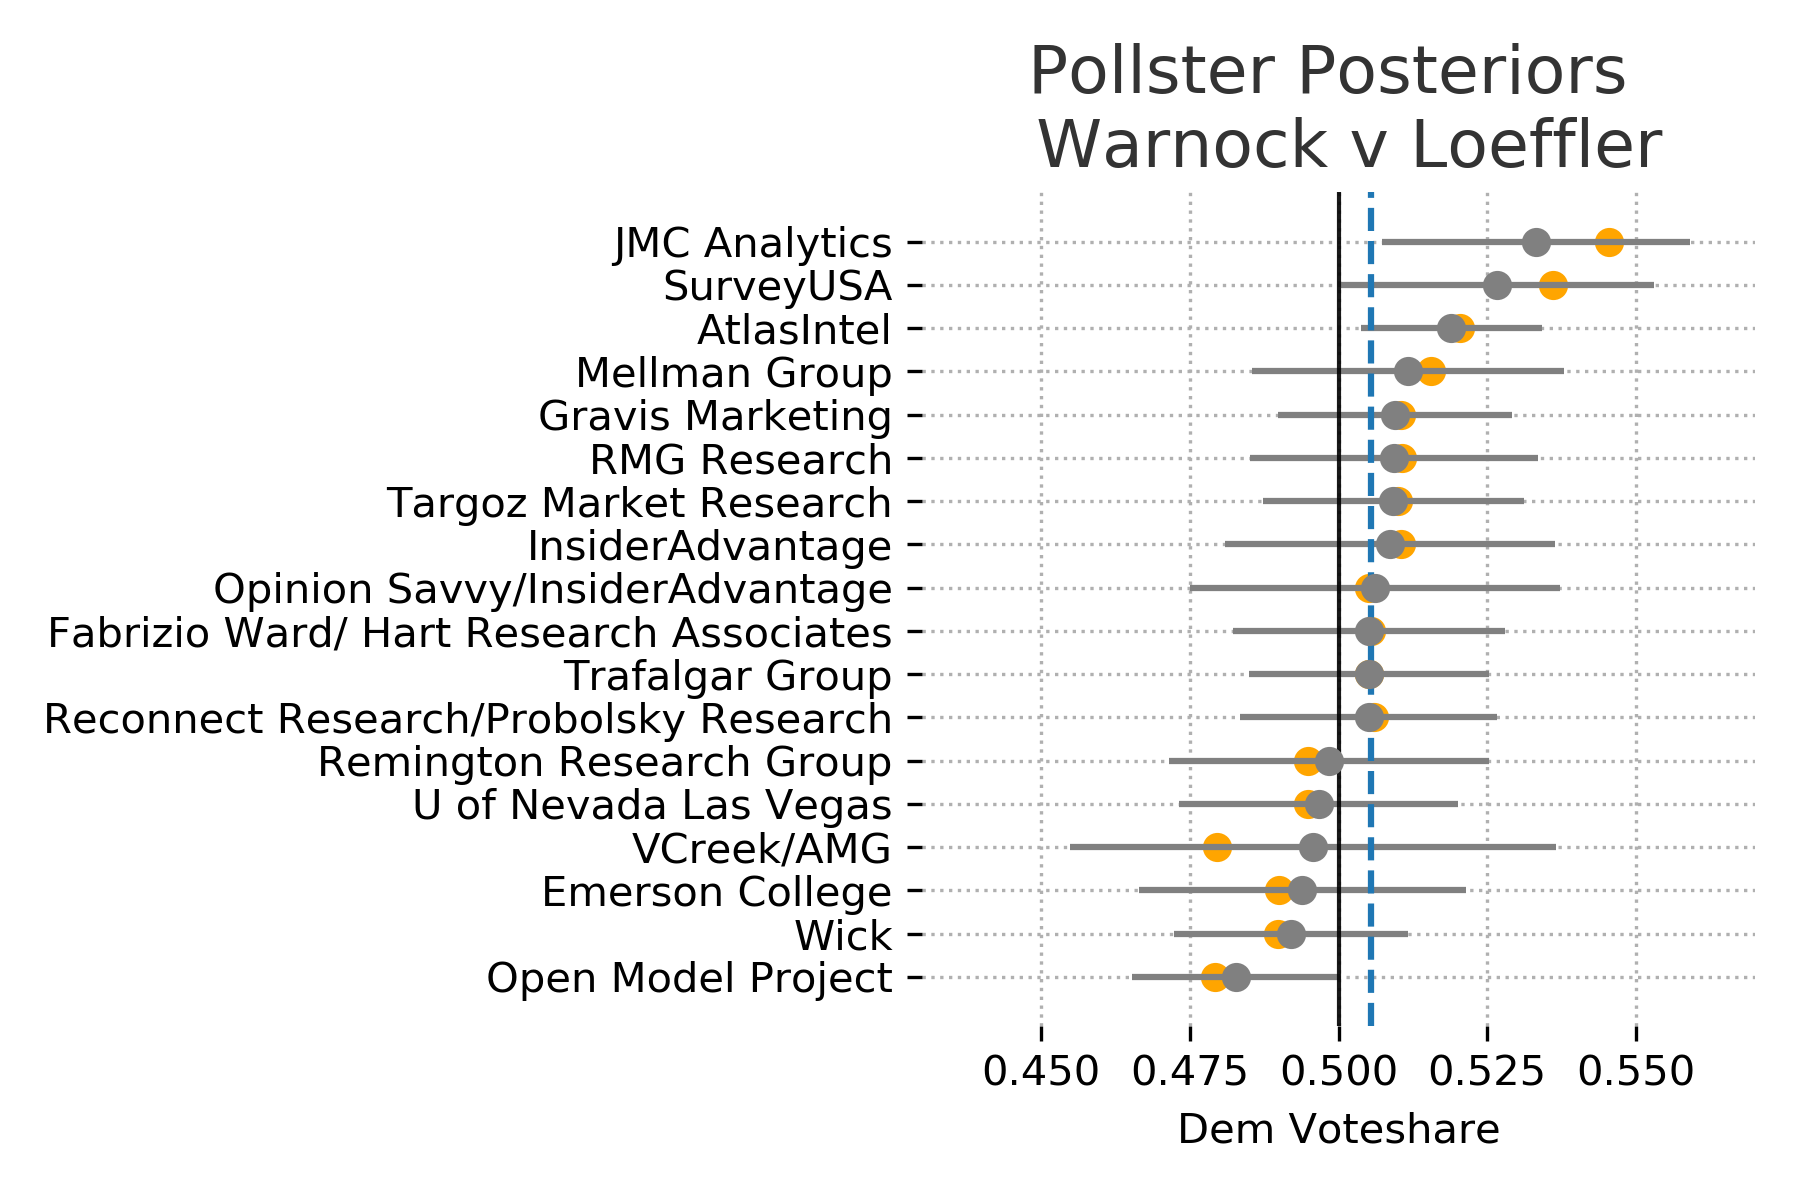 Pollster Posteriors
Warnock v Loeffler
JMC Analytics
SurveyUSA
AtlasIntel
Mellman Group
Gravis Marketing
RMG Research
Targoz Market Research
InsiderAdvantage
Opinion Savvy/InsiderAdvantage
Fabrizio Ward/ Hart Research Associates
Trafalgar Group
Reconnect Research/Probolsky Research
Remington Research Group
U of Nevada Las Vegas
VCreek/AMG
Emerson College
Wick
Open Model Project
0.450 0.475 0.500 0.525 0.550
Dem Voteshare